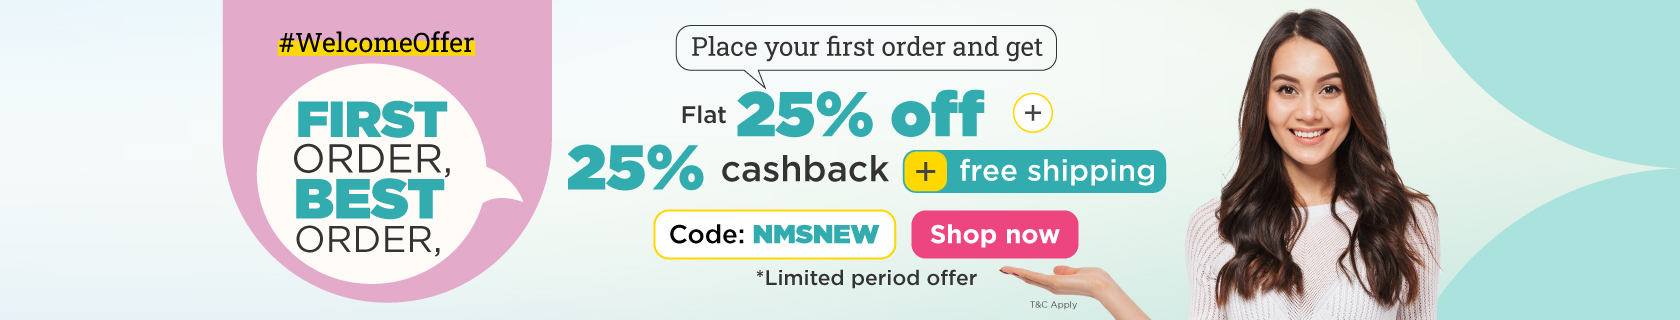 #WelcomeOffer
FIRST
ORDER,
BEST
ORDER,
Place your first order and get
Flat 25% off +
25% cashback + free shipping
Code: NMSNEW Shop now
*Limited period offer
T&C Apply